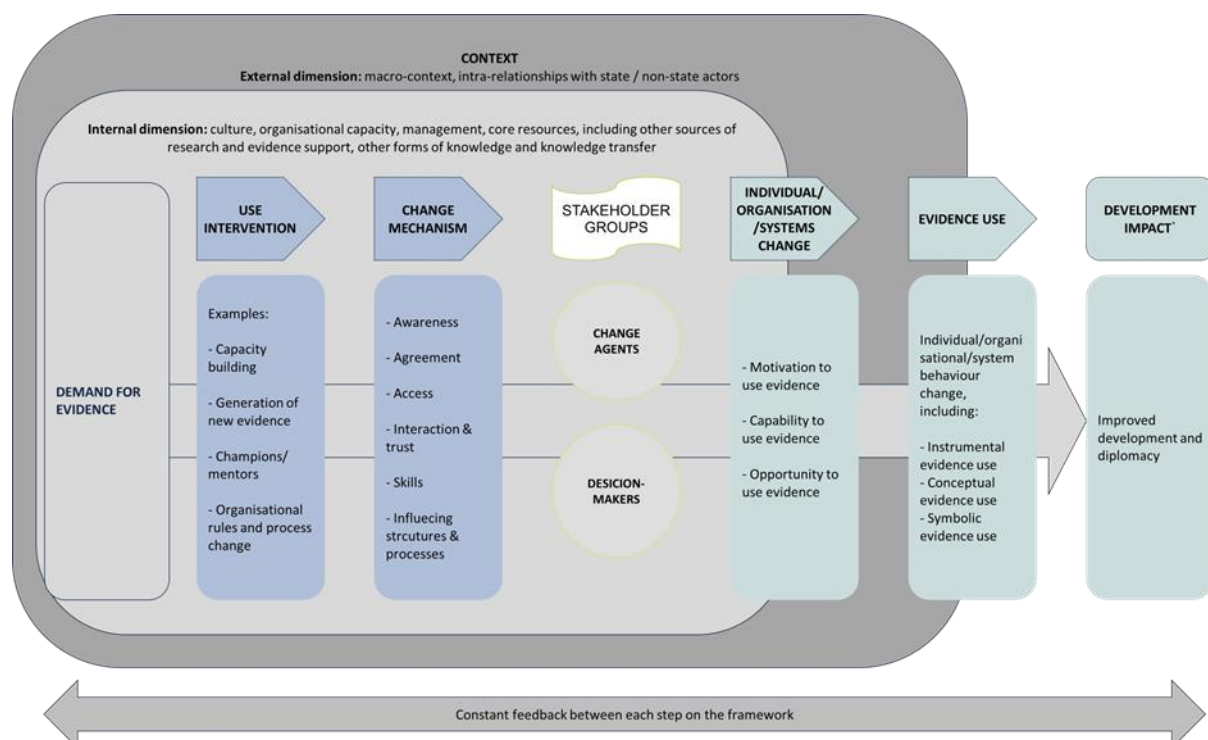 CONTEXT
External dimension: macro-context, intra-relationships with state / non-state actors
Internal dimension: culture, organisational capacity, management, core resources, including other sources of
research and evidence support, other forms of knowledge and knowledge transfer
DEMAND FOR
EVIDENCE
USE
INTERVENTION
Examples:
- Capacity
building
- Generation of
new evidence
- Champions/
mentors
- Organisational
rules and process
change
CHANGE
MECHANISM
- Awareness
- Agreement
- Access
- Interaction &
trust
- Skills
- Influecing
strcutures &
processes
STAKEHOLDER
GROUPS
CHANGE
AGENTS
DESICION-
MAKERS
INDIVIDUAL/
ORGANISATION
/SYSTEMS
CHANGE
- Motivation to
use evidence
- Capability to
use evidence
- Opportunity to
use evidence
EVIDENCE USE
Individual/organi
sational/system
behaviour
change,
including:
- Instrumental
evidence use
- Conceptual
evidence use
- Symbolic
evidence use
DEVELOPMENT
IMPACT*
Improved
development and
diplomacy
Constant feedback between each step on the framework